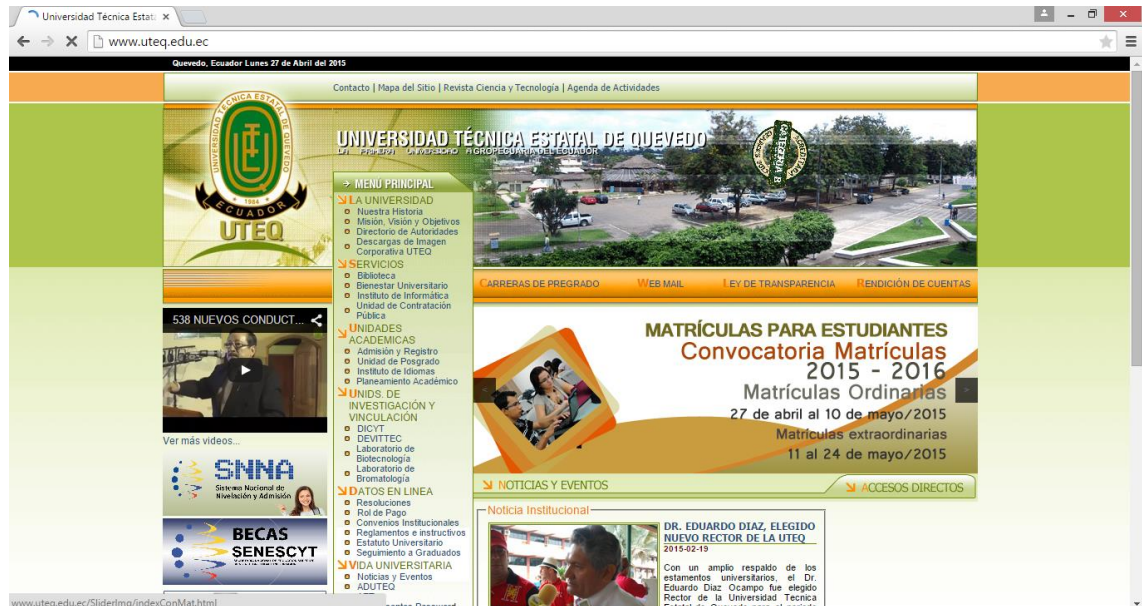 Universidad Técnica Estat
www.uteq.edu.ec
Quevedo, Ecuador Lunes 27 de Abril del 2015
Contacto | Mapa del Sitio | Revista Ciencia y Tecnología | Agenda de Actividades
UNIVERSIDAD TÉCNICA ESTATAL DE QUEVEDO
LA PRIMERA UNIVERSIDAD AGROPECUARIA DEL ECUADOR
CATEGORIA B
1984
ECUADOR
UTEQ
MENÚ PRINCIPAL
LA UNIVERSIDAD
Nuestra Historia
Misión, Visión y Objetivos
Directorio de Autoridades
Descargas de Imagen
Corporativa UTEQ
SERVICIOS
Biblioteca
Bienestar Universitario
Instituto de Informática
Unidad de Contratación
Pública
UNIDADES
ACADEMICAS
Admisión y Registro
Unidad de Posgrado
Instituto de Idiomas
Planeamiento Académico
UNIDS. DE
INVESTIGACIÓN Y
VINCULACIÓN
DICYT
DEVITTEC
Laboratorio de
Biotecnología
Laboratorio de
Bromatología
DATOS EN LINEA
Resoluciones
Rol de Pago
Convenios Institucionales
Reglamentos e instructivos
Estatuto Universitario
Seguimiento a Graduados
VIDA UNIVERSITARIA
Noticias y Eventos
ADUTEQ
CARRERAS DE PREGRADO WEB MAIL LEY DE TRANSPARENCIA RENDICIÓN DE CUENTAS
538 NUEVOS CONDUCT...
Ver más videos...
SNNA
Sistema Nacional de
Nivelación y Admisión
BECAS
SENESCYT
MATRÍCULAS PARA ESTUDIANTES
Convocatoria Matrículas
2015 - 2016
Matrículas Ordinarias
27 de abril al 10 de mayo/2015
Matrículas extraordinarias
11 al 24 de mayo/2015
NOTICIAS Y EVENTOS
ACCESOS DIRECTOS
Noticia Institucional
DR. EDUARDO DIAZ, ELEGIDO
NUEVO RECTOR DE LA UTEQ
2015-02-19
Con un amplio respaldo de los
estamentos universitarios, el Dr.
Eduardo Diaz Ocampo fue elegido
Rector de la Universidad Tecnica
www.uteq.edu.ec/SliderImg/indexConMat.html